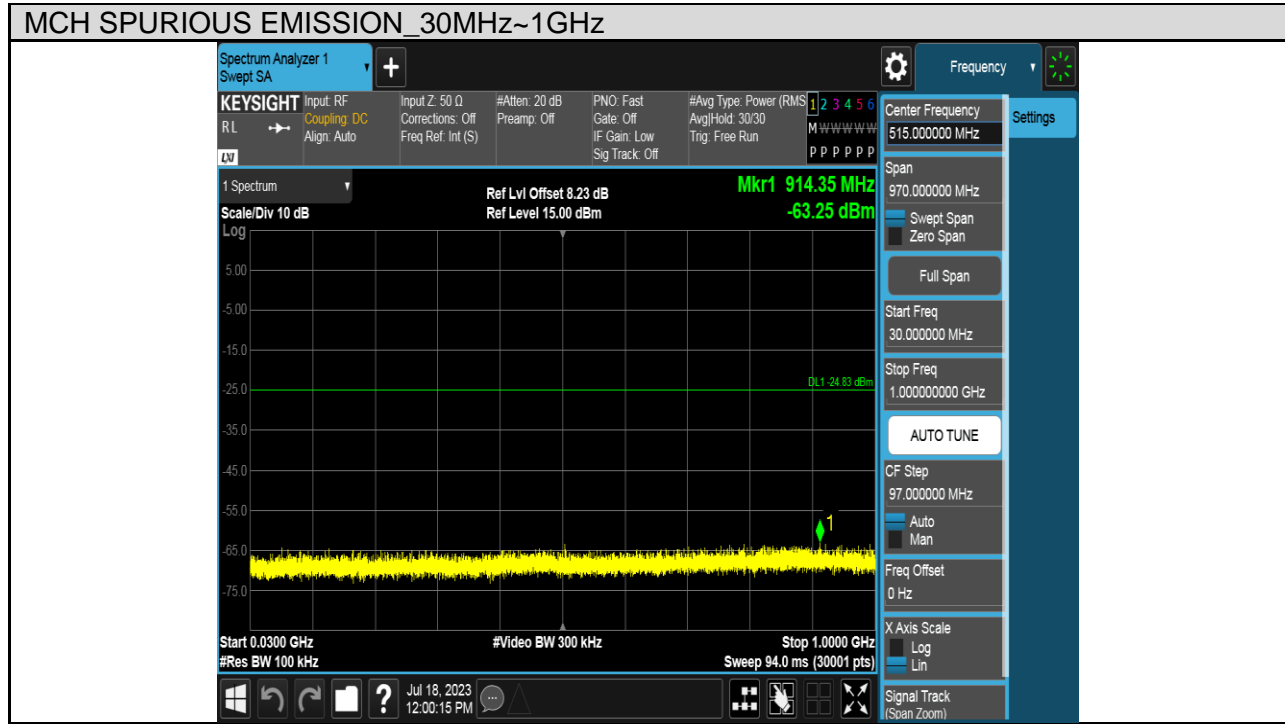 MCH SPURIOUS EMISSION_30MHz~1GHz
Spectrum Analyzer 1
Swept SA
+
Frequency
KEYSIGHT
RL
LXI
Input: RF
Coupling: DC
Align: Auto
Input Z: 50 Ω
Corrections: Off
Freq Ref: Int (S)
#Atten: 20 dB
Preamp: Off
PNO: Fast
Gate: Off
IF Gain: Low
Sig Track: Off
#Avg Type: Power (RMS
Avg|Hold: 30/30
Trig: Free Run
1 2 3 4 5 6
M W W W W W
P P P P P P
1 Spectrum
Scale/Div 10 dB
Log
Ref Lvl Offset 8.23 dB
Ref Level 15.00 dBm
Mkr1 914.35 MHz
-63.25 dBm
5.00
-5.00
-15.0
-25.0
DL1 -24.83 dBm
-35.0
-45.0
-55.0
1
-65.0
-75.0
Start 0.0300 GHz
#Res BW 100 kHz
#Video BW 300 kHz
Stop 1.0000 GHz
Sweep 94.0 ms (30001 pts)
Center Frequency
515.000000 MHz
Settings
Span
970.000000 MHz
Swept Span
Zero Span
Full Span
Start Freq
30.000000 MHz
Stop Freq
1.000000000 GHz
AUTO TUNE
CF Step
97.000000 MHz
Auto
Man
Freq Offset
0 Hz
X Axis Scale
Log
Lin
Signal Track
(Span Zoom)
?
Jul 18, 2023
12:00:15 PM